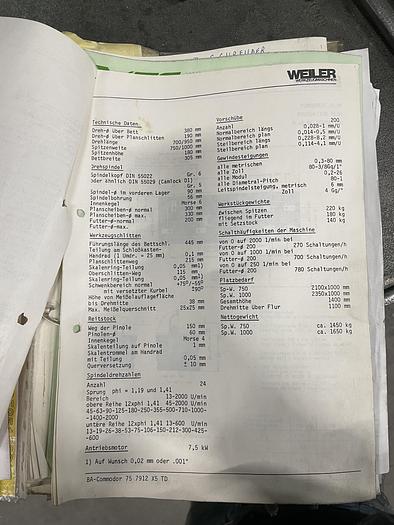 WEILER
WERKZEUGMASCHINEN
Technische Daten
Dreh-ø über Bett 380 mm
Dreh-ø über Planschlitten 190 mm
Drehlänge 700/950 mm
Spitzenweite 750/1000 mm
Spitzenhöhe 180 mm
Bettbreite 305 mm
Drehspindel
Spindelkopf DIN 55022 Gr. 6
oder ähnlich DIN 55029 (Camlock D1)
Gr. 5
Spindel-ø im vorderen Lager 90 mm
Spindelbohrung 56 mm
Innenkegel Morse 6
Planscheiben-ø normal 300 mm
Planscheiben-ø max. 330 mm
Futter-ø normal 200 mm
Futter-ø max.
Werkzeugschlitten
Führungslänge des Bettschl. 445 mm
Teilung am Schloßkasten-
Handrad (1 Umdr. = 25 mm) 0,1 mm
Planschlittenweg 215 mm
Skalenring-Teilung 0,05 mm1)
Oberschlitten-Weg 115 mm
Skalenring-Teilung 0,05 mm1)
Schwenkbereich normal +75°/-55°
mit versetzter Kurbel ±90°
Höhe von Meißelauflagefläche
bis Drehmitte 38 mm
Max. Meißelquerschnitt 25x25 mm
Reitstock
Weg der Pinole 150 mm
Pinolen-ø 60 mm
Innenkegel Morse 4
Skalenteilung auf Pinole 1 mm
Skalentrommel am Handrad
mit Teilung 0,05 mm
Querversetzung ± 10 mm
Spindeldrehzahlen
Anzahl 24
Sprung phi = 1,19 und 1,41
Bereich 13-2000 U/min
obere Reihe 12xphi 1,41 45-2000 U/min
45-63-90-125-180-250-355-500-710-1000-
-1400-2000
untere Reihe 12xphi 1,41 13-600 U/min
13-19-26-38-53-75-106-150-212-300-425-
-600
Antriebsmotor 7,5 kW
1) Auf Wunsch 0,02 mm oder .001"
BA-Commodor 75 7912 X5 TD
Vorschübe
Anzahl 200
Normalbereich längs 0,028-1 mm/U
Normalbereich plan 0,014-0,5 mm/U
Steilbereich längs 0,228-8,2 mm/U
Steilbereich plan 0,114-4,1 mm/U
Gewindesteigungen
alle metrischen 0,3-80 mm
alle Zoll 80-3/8Gg/1"
alle Modul 0,2-26
alle Diametral-Pitch 80-1
Leitspindelsteigung, metrisch 6 mm
Zoll 4 Gg/"
Werkstückgewichte
Zwischen Spitzen 220 kg
fliegend im Futter 180 kg
mit Setzstock 140 kg
Schalthäufigkeiten der Maschine
von 0 auf 2000 1/min bei
Futter-ø 200 270 Schaltungen/h
von 0 auf 1000 1/min bei
Futter-ø 200 700 Schaltungen/h
von 0 auf 250 1/min bei
Futter-ø 200 780 Schaltungen/h
Platzbedarf
Sp-W. 750 2100x1000 mm
Sp-W. 1000 2350x1000 mm
Gesamthöhe 1400 mm
Drehmitte über Flur 1100 mm
Nettogewicht
Sp-W. 750 ca. 1450 kg
Sp.W. 1000 ca. 1650 kg